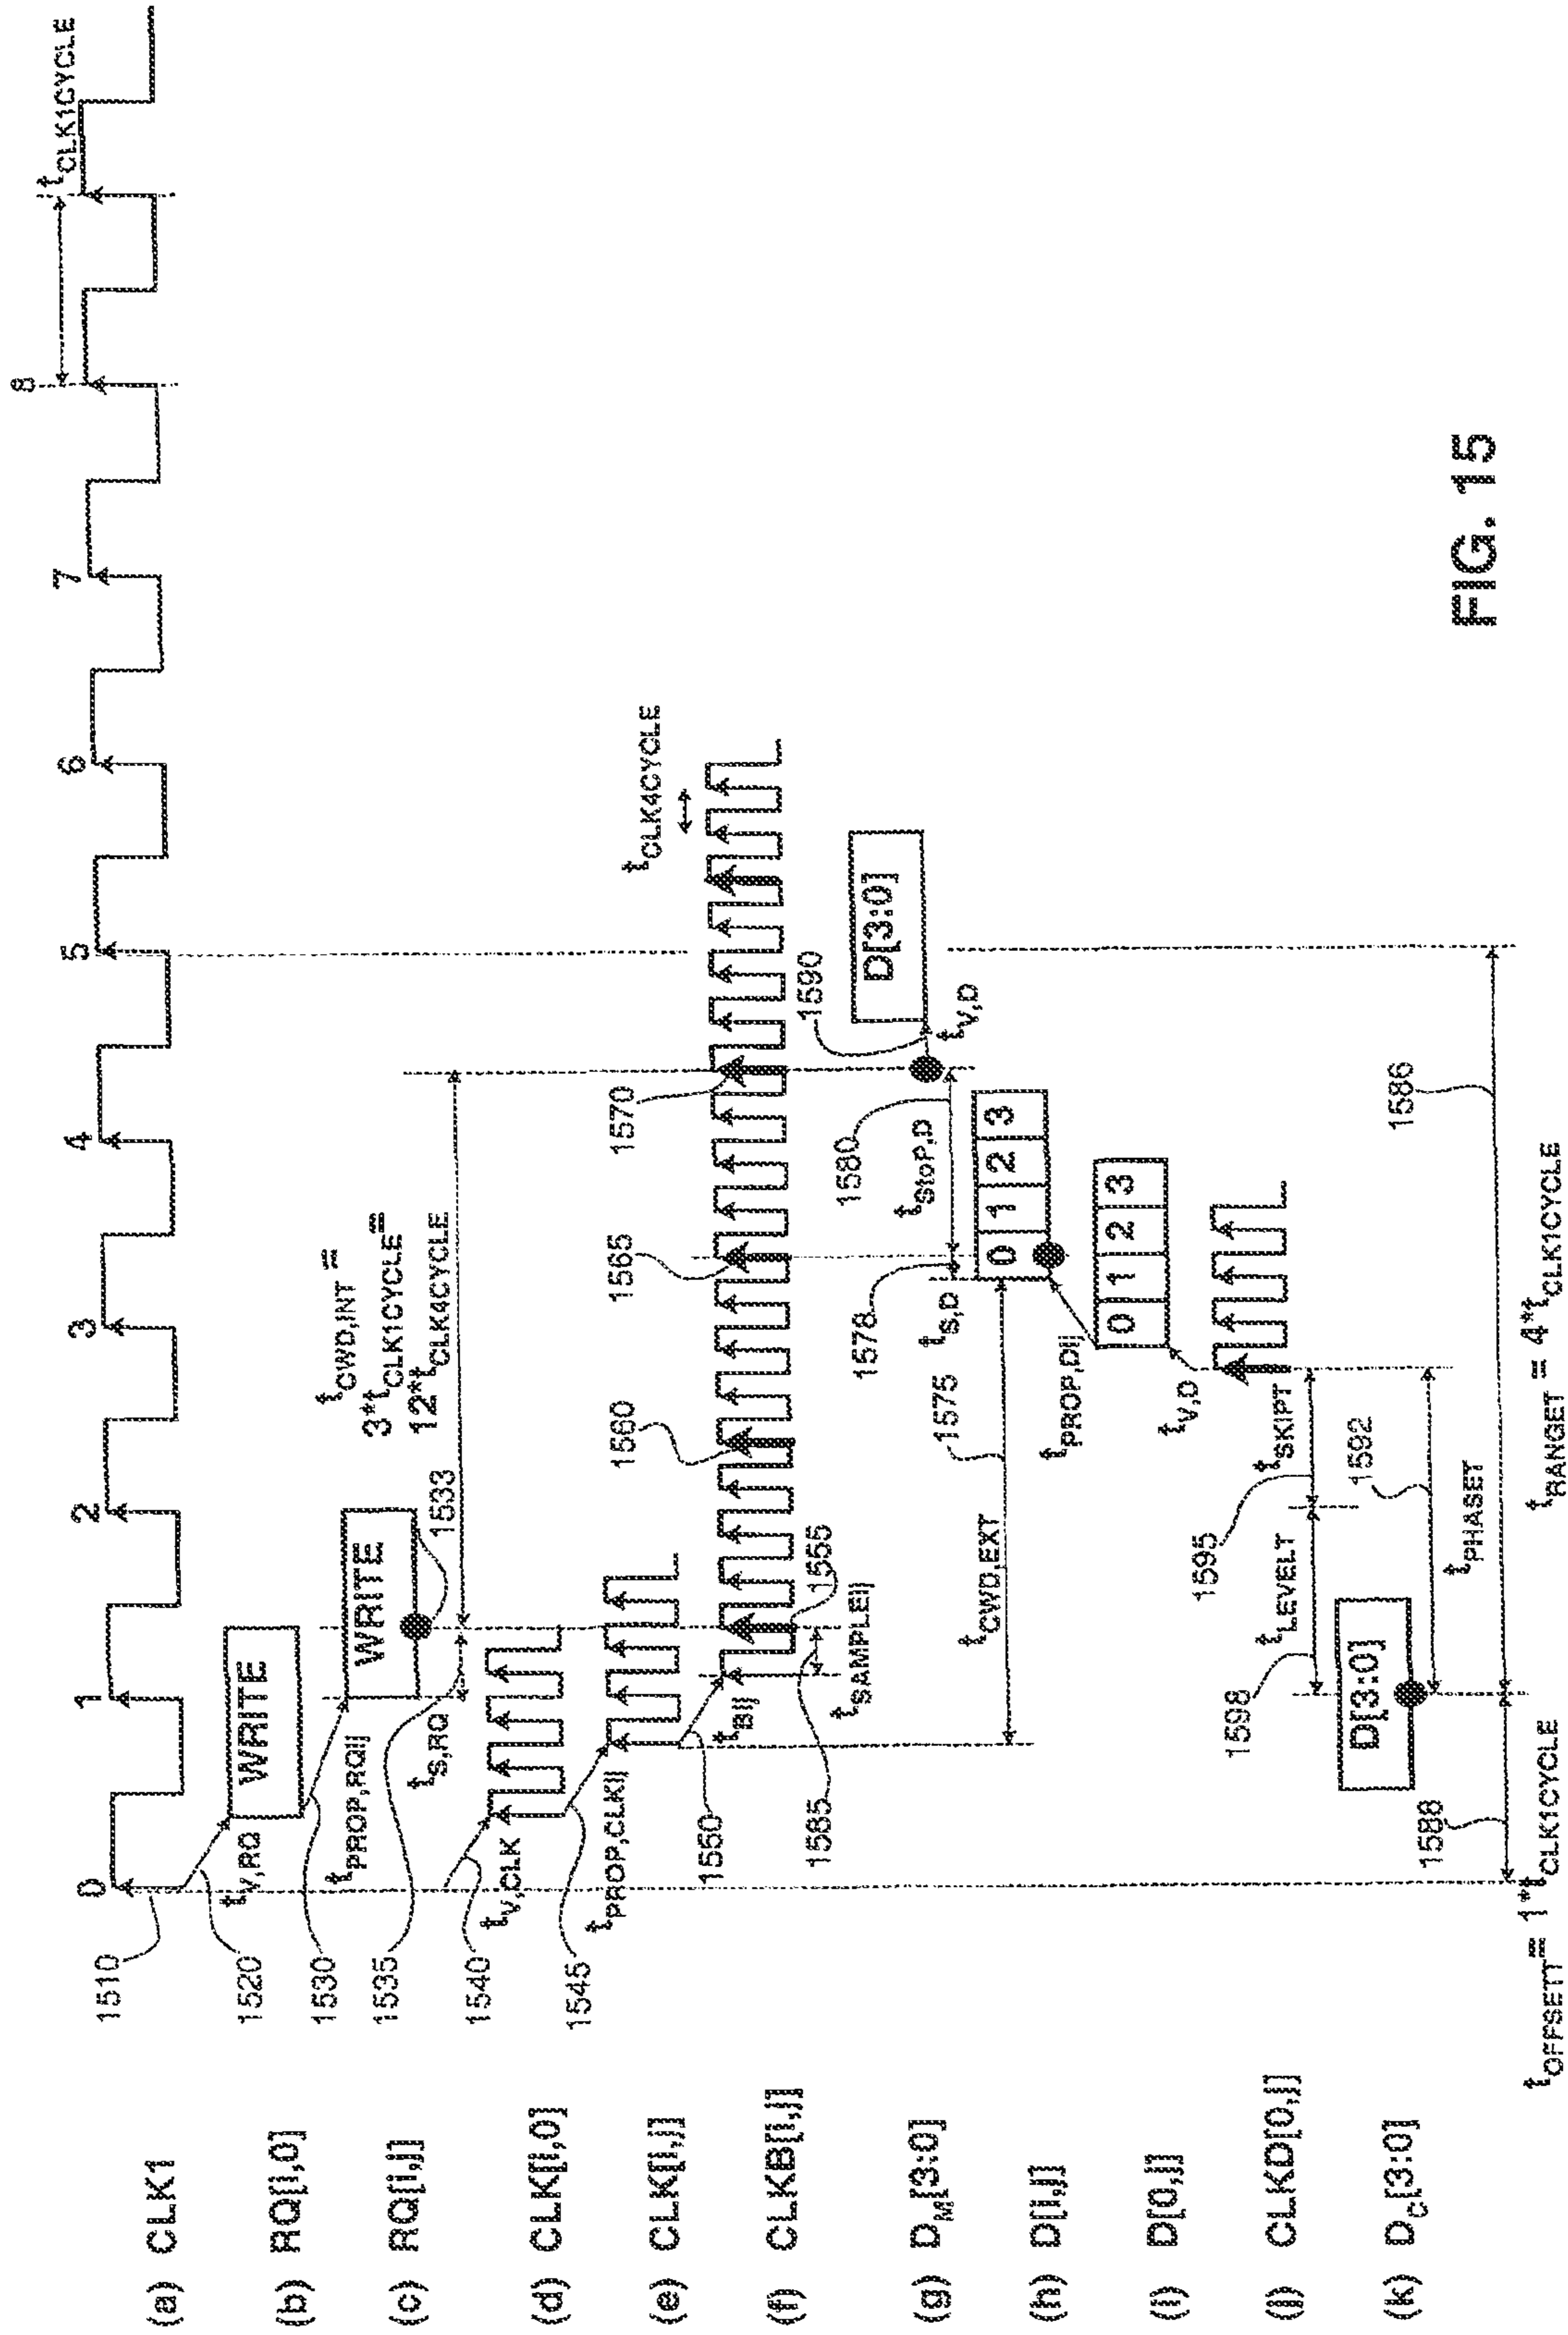 (a) CLK1
0 1 2 3 4 5 6 7 8
tCLK1CYCLE
1510
1520
tV,RQ
(b) RQ[i,0]
WRITE
1530
tPROP,RQij
(c) RQ[i,j]
WRITE
1533
1535
tS,RQ
tCWD,INT =
3*tCLK1CYCLE =
12*tCLK4CYCLE
(d) CLK[i,0]
1540
tV,CLK
(e) CLK[i,j]
1545
tPROP,CLKij
(f) CLKB[i,j]
1550
tBij
1555
1560
1565
1570
tCLK4CYCLE
1585
tSAMPLEij
(g) DM[3:0]
1578
1580
1590
D[3:0]
tS,D
tStoP,D
tV,D
(h) D[i,j]
1575
tCWD,EXT
0 1 2 3
tPROP,Dij
(i) D[0,j]
0 1 2 3
tV,D
(j) CLKD[0,j]
1598
1595
tLEVELT
tSKIPT
(k) DC[3:0]
D[3:0]
1592
tPHASET
1588
1586
tOFFSETT = 1*tCLK1CYCLE
tRANGET = 4*tCLK1CYCLE
FIG. 15